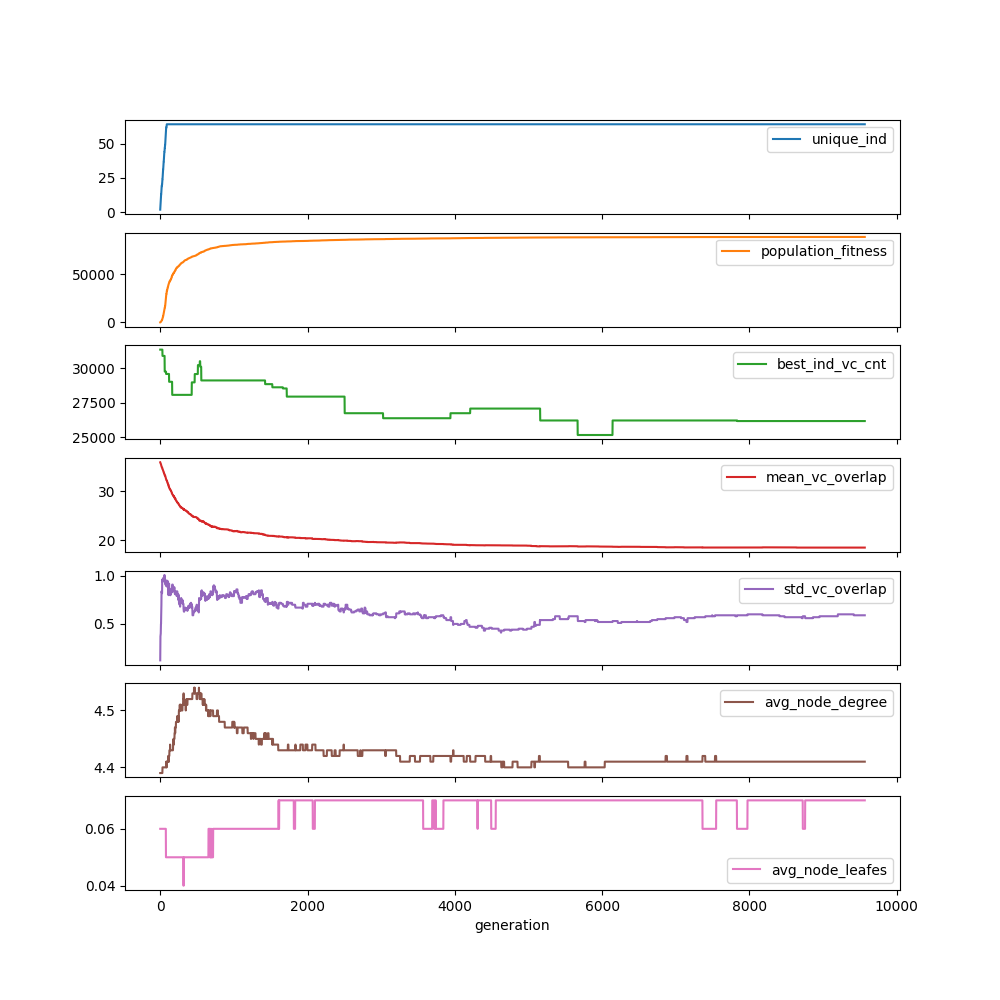 50
25
0
unique_ind
50000
0
population_fitness
30000
27500
25000
best_ind_vc_cnt
30
20
mean_vc_overlap
1.0
0.5
std_vc_overlap
4.5
4.4
avg_node_degree
0.06
0.04
avg_node_leafes
0 2000 4000 6000 8000 10000
generation